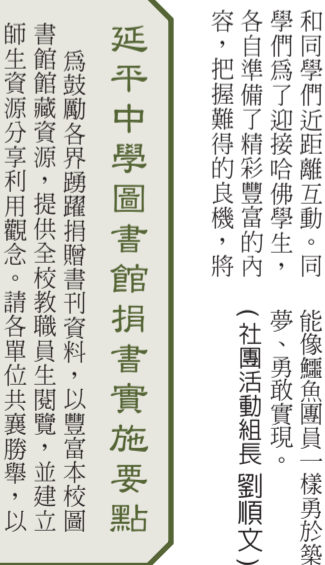 和同學們近距離互動。同
學們爲了迎接哈佛學生，
各自準備了精彩豐富的內
容，把握難得的良機，將
能像鱷魚團員一樣勇於築
夢、勇敢實現。
（社團活動組長 劉順文）
延平中學圖書館捐書實施要點
爲鼓勵各界踴躍捐贈書刊資料，以豐富本校圖
書館館藏資源，提供全校教職員生閱覽，並建立
師生資源分享利用觀念。請各單位共襄勝舉，以